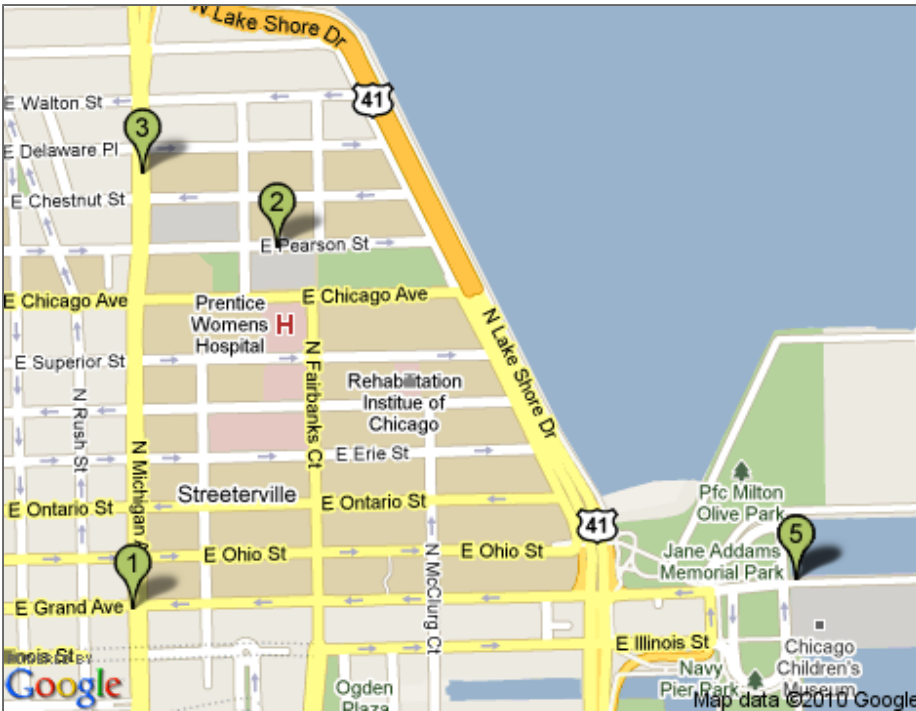 N Lake Shore Dr
41
E Walton St
3
E Delaware Pl
E Chestnut St
2
E Pearson St
E Chicago Ave
E Chicago Ave
Prentice
Womens
Hospital
H
N Lake Shore Dr
E Superior St
N Fairbanks Ct
Rehabilitation
Institue of
Chicago
N Rush St
N Michigan A
E Erie St
Streeterville
Pfc Milton
Olive Park
E Ontario St
E Ontario St
41
5
E Ohio St
E Ohio St
N McClurg Ct
Jane Addams
Memorial Park
1
E Grand Ave
E Illinois St
inois St
POWERED BY
Google
Ogden
Plaza
Navy
Pier Park
Chicago
Children's
Museum
Map data ©2010 Google